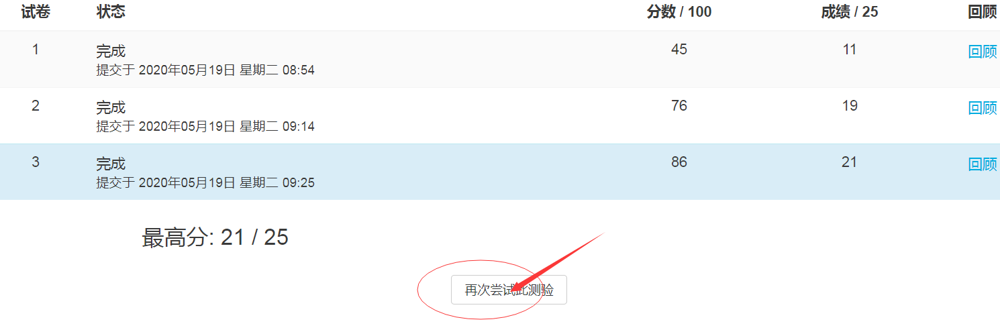 试卷 状态 分数 / 100 成绩 / 25 回顾
1 完成 45 11 回顾
提交于 2020年05月19日 星期二 08:54
2 完成 76 19 回顾
提交于 2020年05月19日 星期二 09:14
3 完成 86 21 回顾
提交于 2020年05月19日 星期二 09:25
最高分: 21 / 25
再次尝试此测验